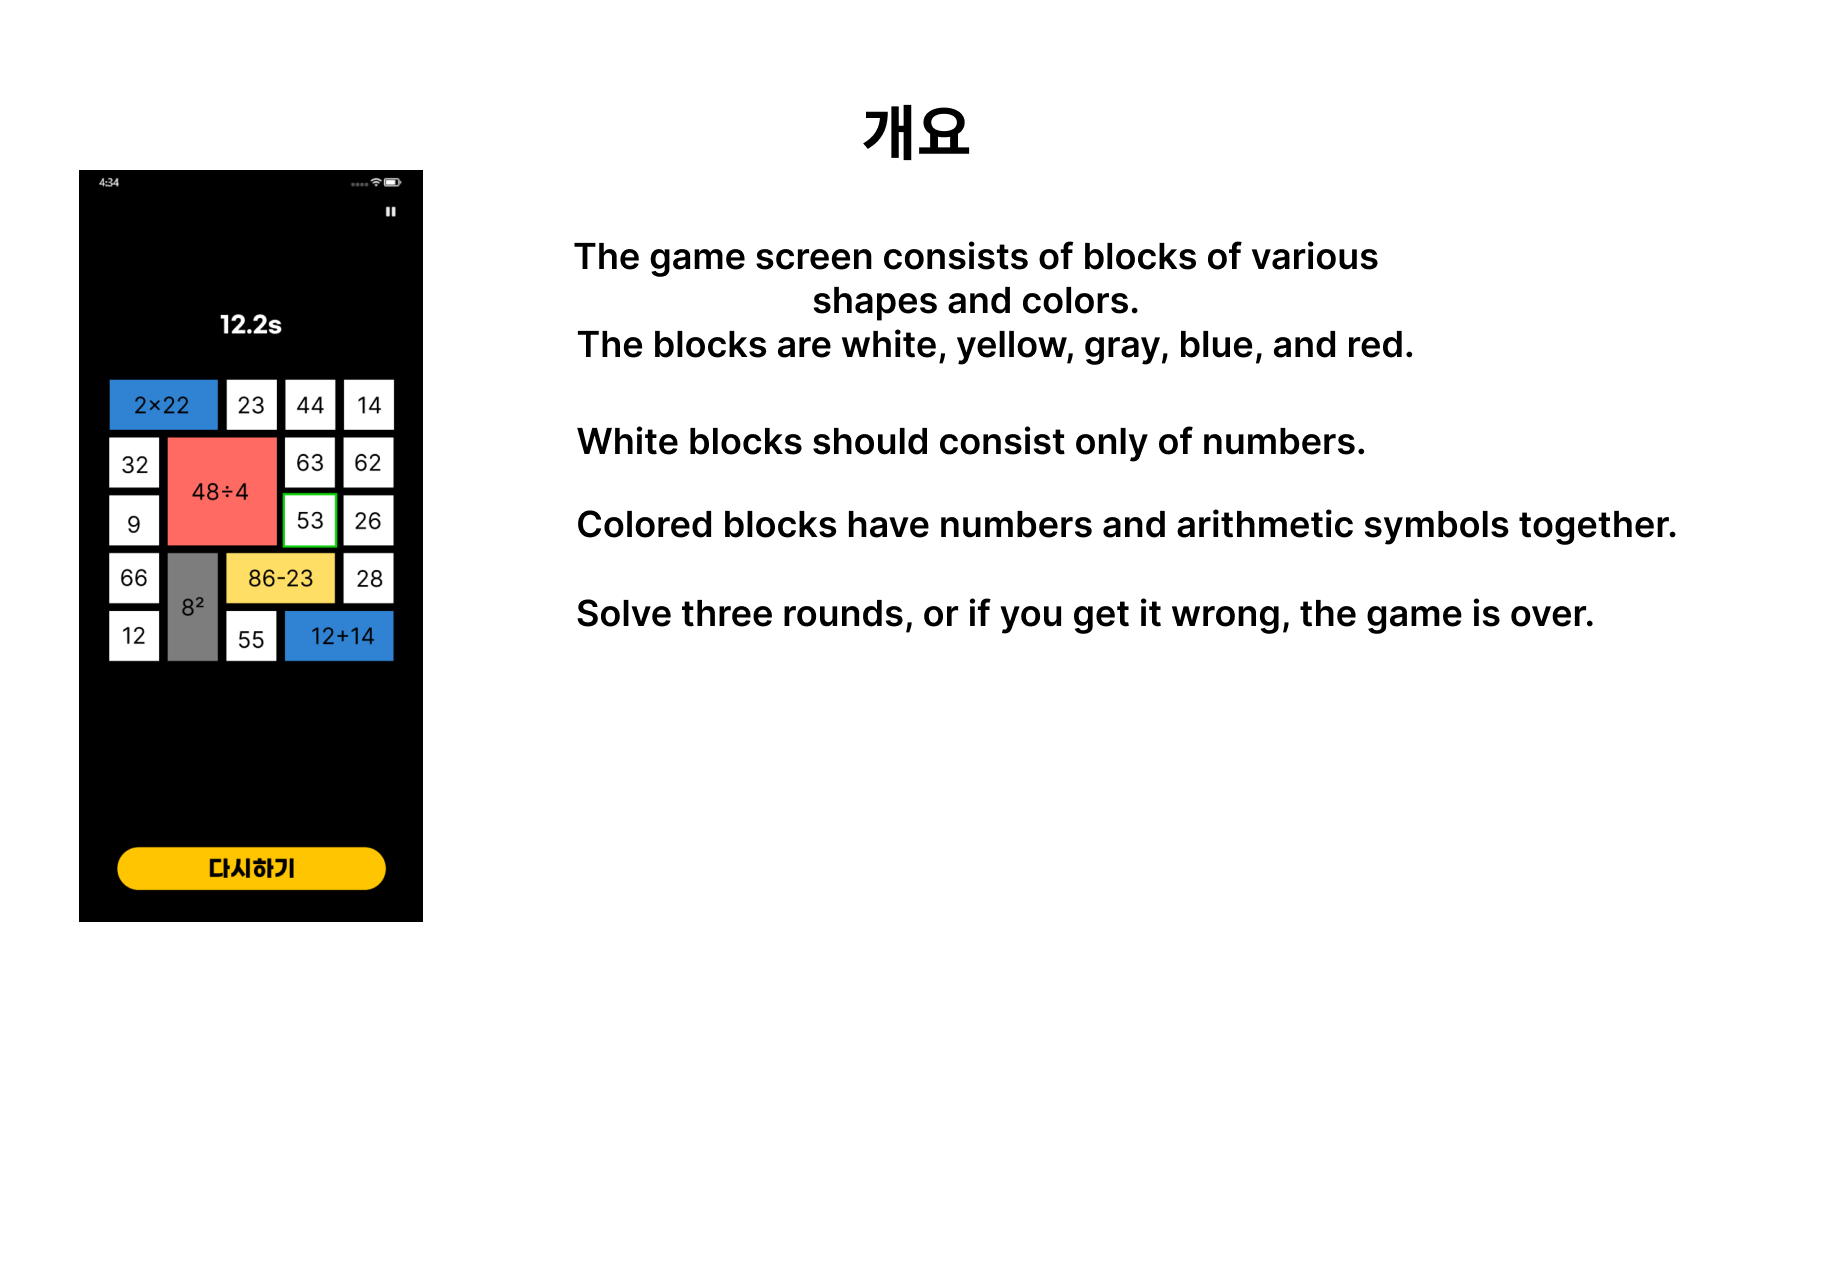 개요
4:34
12.2s
2×22 23 44 14
32 48÷4 63 62
9 53 26
66 8² 86-23 28
12 55 12+14
다시하기
The game screen consists of blocks of various
shapes and colors.
The blocks are white, yellow, gray, blue, and red.
White blocks should consist only of numbers.
Colored blocks have numbers and arithmetic symbols together.
Solve three rounds, or if you get it wrong, the game is over.